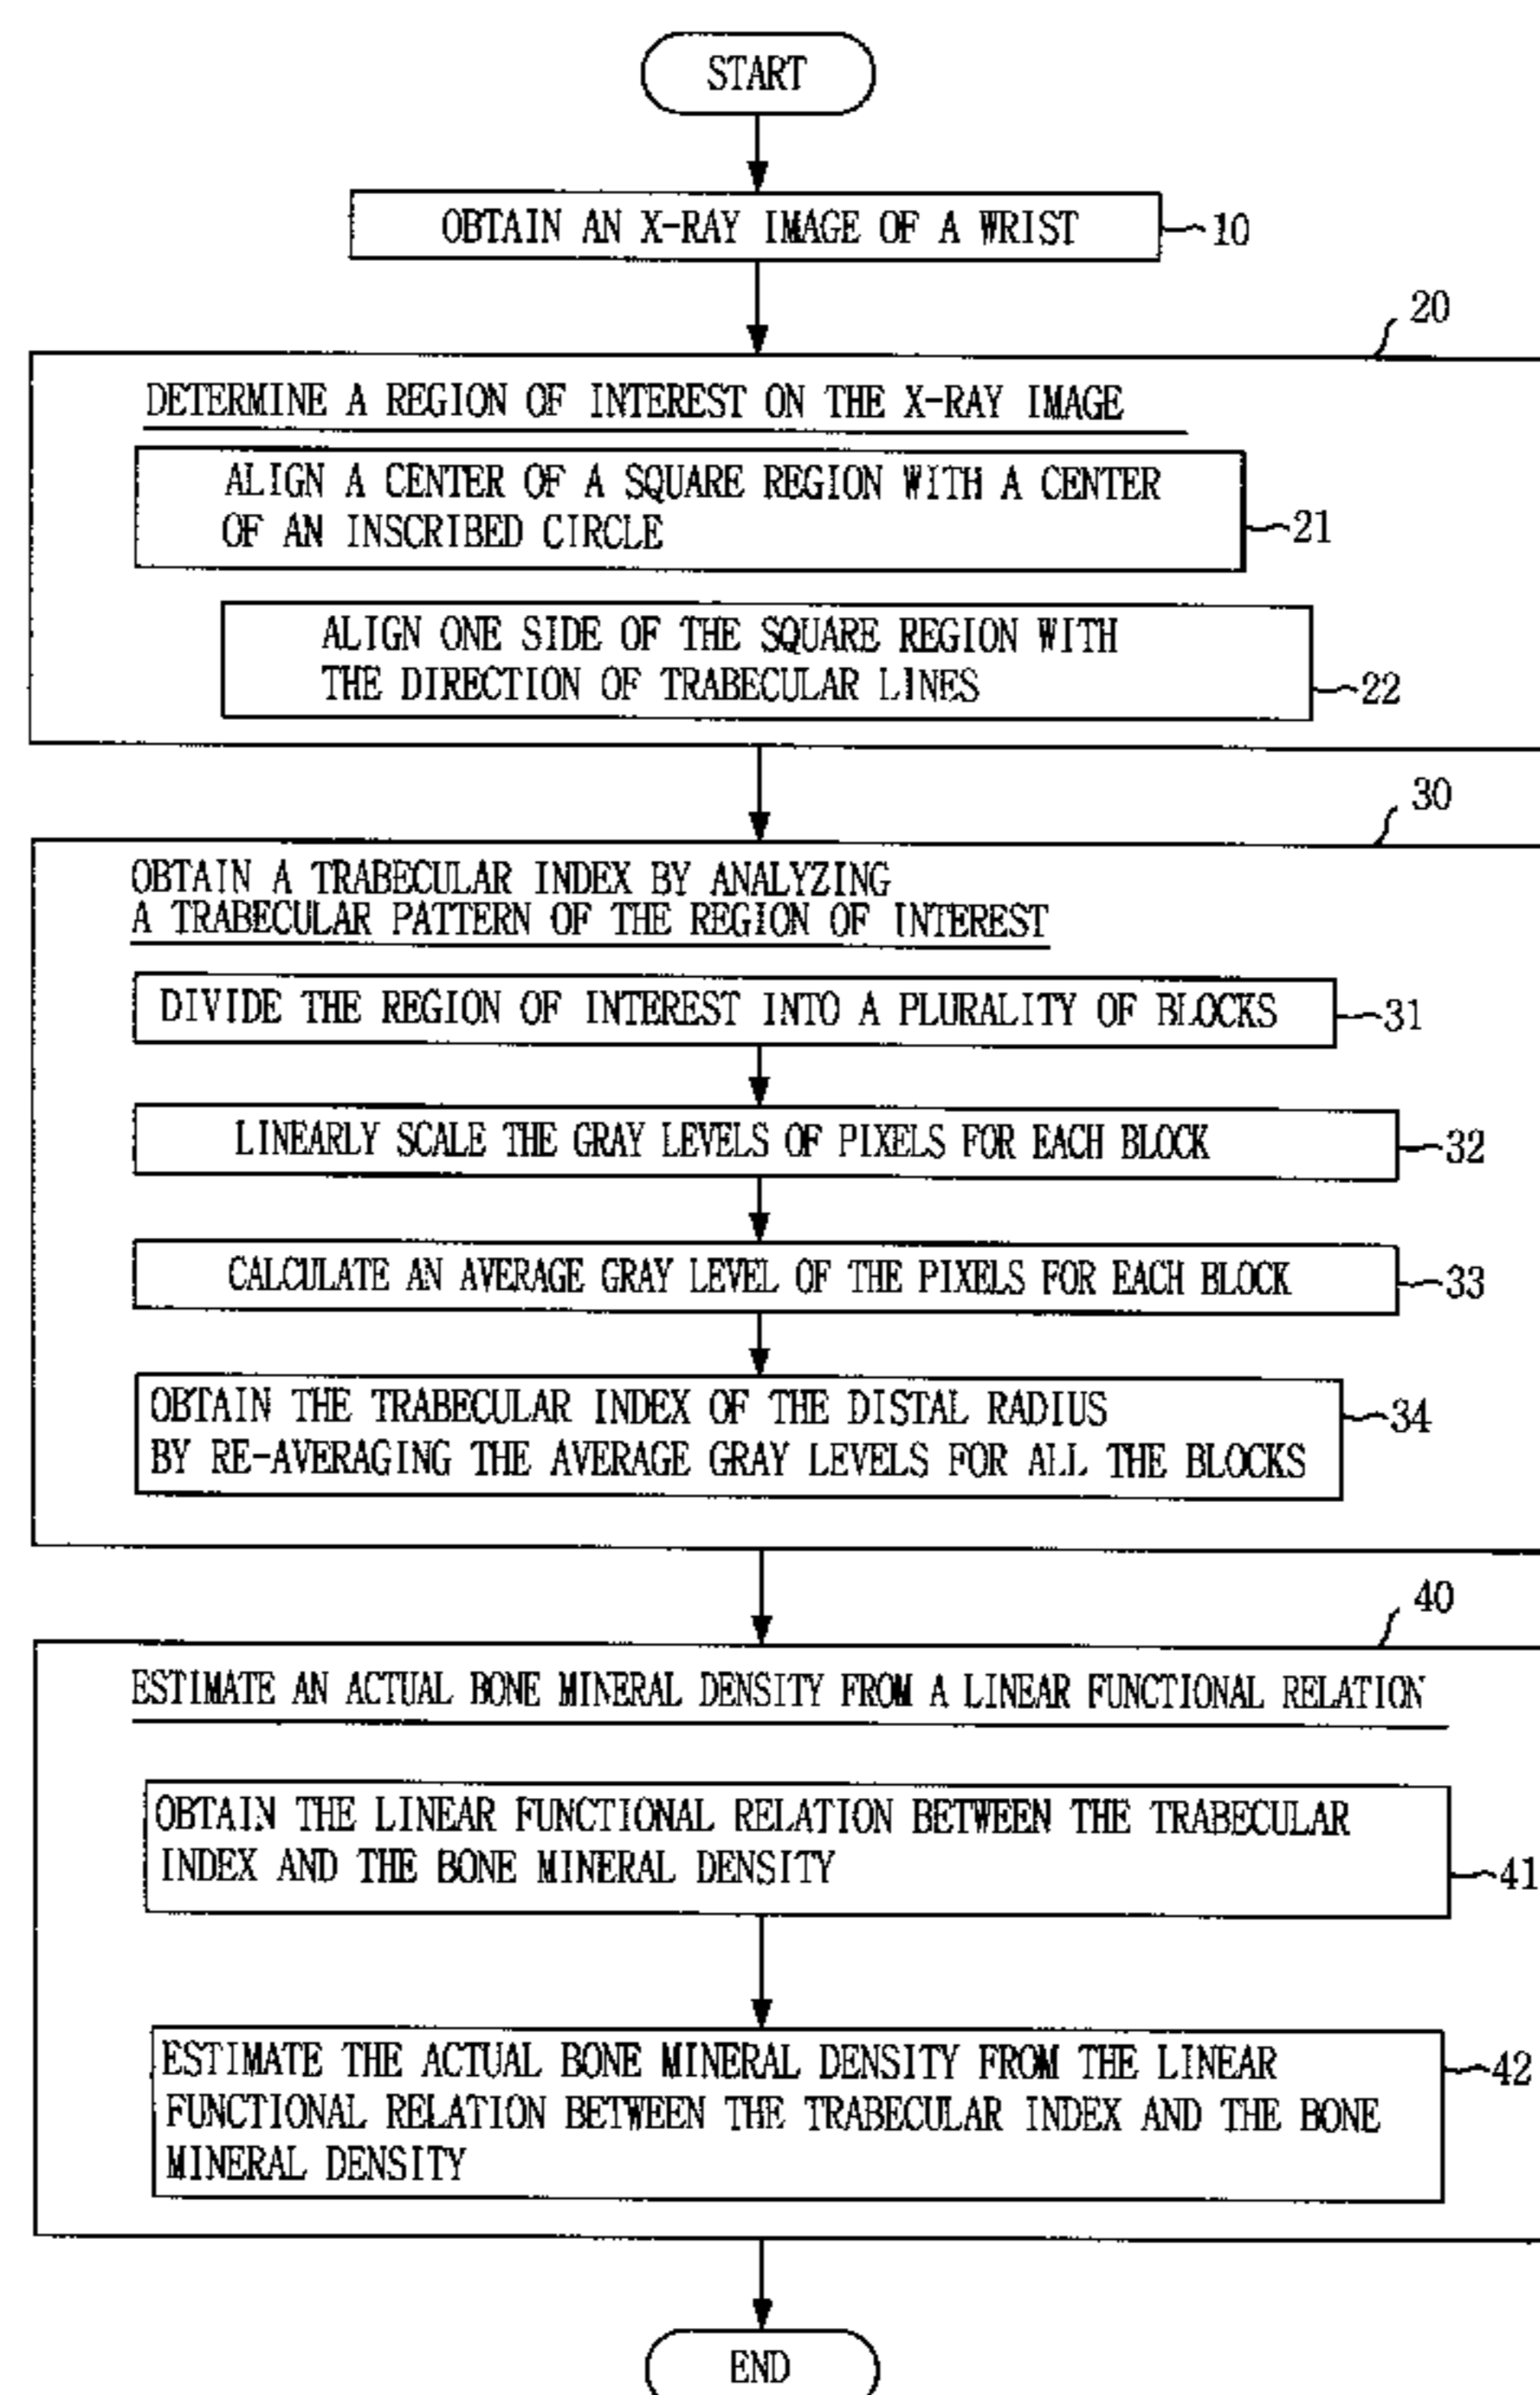 START
OBTAIN AN X-RAY IMAGE OF A WRIST
10
20
DETERMINE A REGION OF INTEREST ON THE X-RAY IMAGE
ALIGN A CENTER OF A SQUARE REGION WITH A CENTER
OF AN INSCRIBED CIRCLE
21
ALIGN ONE SIDE OF THE SQUARE REGION WITH
THE DIRECTION OF TRABECULAR LINES
22
30
OBTAIN A TRABECULAR INDEX BY ANALYZING
A TRABECULAR PATTERN OF THE REGION OF INTEREST
DIVIDE THE REGION OF INTEREST INTO A PLURALITY OF BLOCKS
31
LINEARLY SCALE THE GRAY LEVELS OF PIXELS FOR EACH BLOCK
32
CALCULATE AN AVERAGE GRAY LEVEL OF THE PIXELS FOR EACH BLOCK
33
OBTAIN THE TRABECULAR INDEX OF THE DISTAL RADIUS
BY RE-AVERAGING THE AVERAGE GRAY LEVELS FOR ALL THE BLOCKS
34
40
ESTIMATE AN ACTUAL BONE MINERAL DENSITY FROM A LINEAR FUNCTIONAL RELATION
OBTAIN THE LINEAR FUNCTIONAL RELATION BETWEEN THE TRABECULAR
INDEX AND THE BONE MINERAL DENSITY
41
ESTIMATE THE ACTUAL BONE MINERAL DENSITY FROM THE LINEAR
FUNCTIONAL RELATION BETWEEN THE TRABECULAR INDEX AND THE BONE
MINERAL DENSITY
42
END